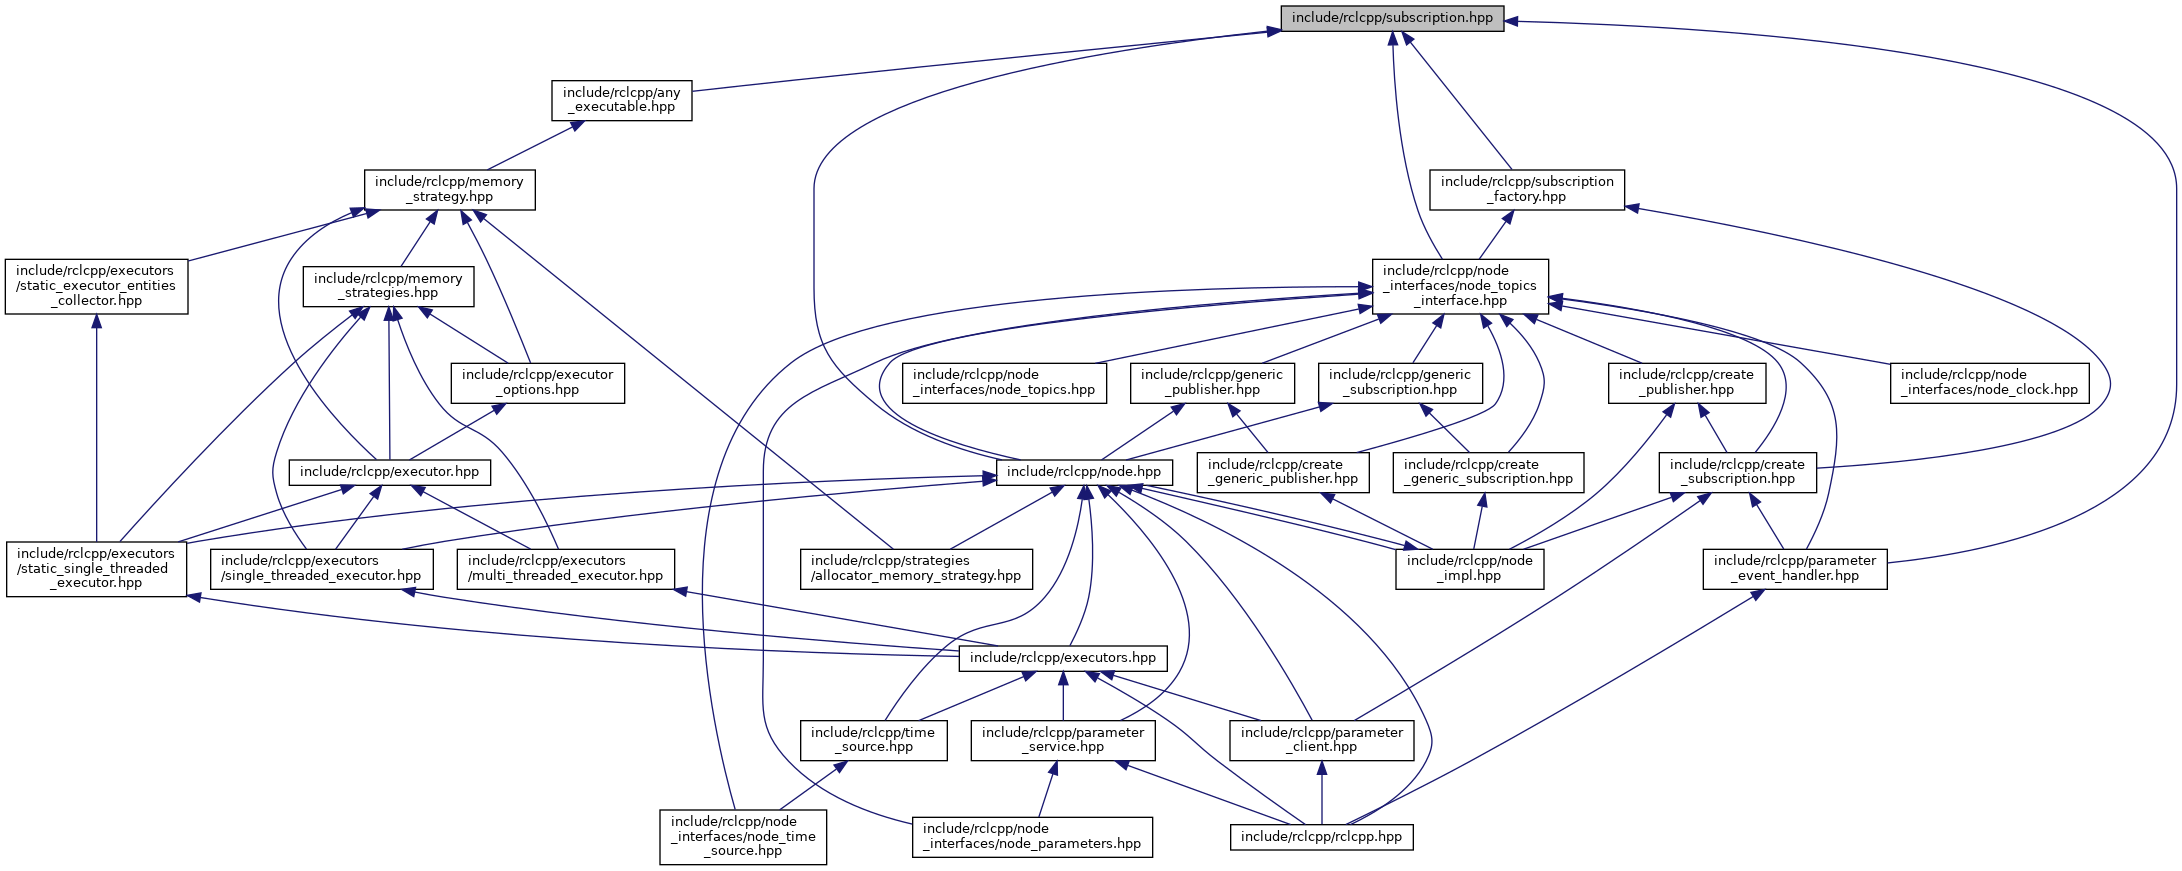 include/rclcpp/subscription.hpp
include/rclcpp/any
_executable.hpp
include/rclcpp/memory
_strategy.hpp
include/rclcpp/subscription
_factory.hpp
include/rclcpp/executors
/static_executor_entities
_collector.hpp
include/rclcpp/memory
_strategies.hpp
include/rclcpp/node
_interfaces/node_topics
_interface.hpp
include/rclcpp/executor
_options.hpp
include/rclcpp/node
_interfaces/node_topics.hpp
include/rclcpp/generic
_publisher.hpp
include/rclcpp/generic
_subscription.hpp
include/rclcpp/create
_publisher.hpp
include/rclcpp/node
_interfaces/node_clock.hpp
include/rclcpp/executor.hpp
include/rclcpp/node.hpp
include/rclcpp/create
_generic_publisher.hpp
include/rclcpp/create
_generic_subscription.hpp
include/rclcpp/create
_subscription.hpp
include/rclcpp/executors
/static_single_threaded
_executor.hpp
include/rclcpp/executors
/single_threaded_executor.hpp
include/rclcpp/executors
/multi_threaded_executor.hpp
include/rclcpp/strategies
/allocator_memory_strategy.hpp
include/rclcpp/node
_impl.hpp
include/rclcpp/parameter
_event_handler.hpp
include/rclcpp/executors.hpp
include/rclcpp/time
_source.hpp
include/rclcpp/parameter
_service.hpp
include/rclcpp/parameter
_client.hpp
include/rclcpp/node
_interfaces/node_time
_source.hpp
include/rclcpp/node
_interfaces/node_parameters.hpp
include/rclcpp/rclcpp.hpp